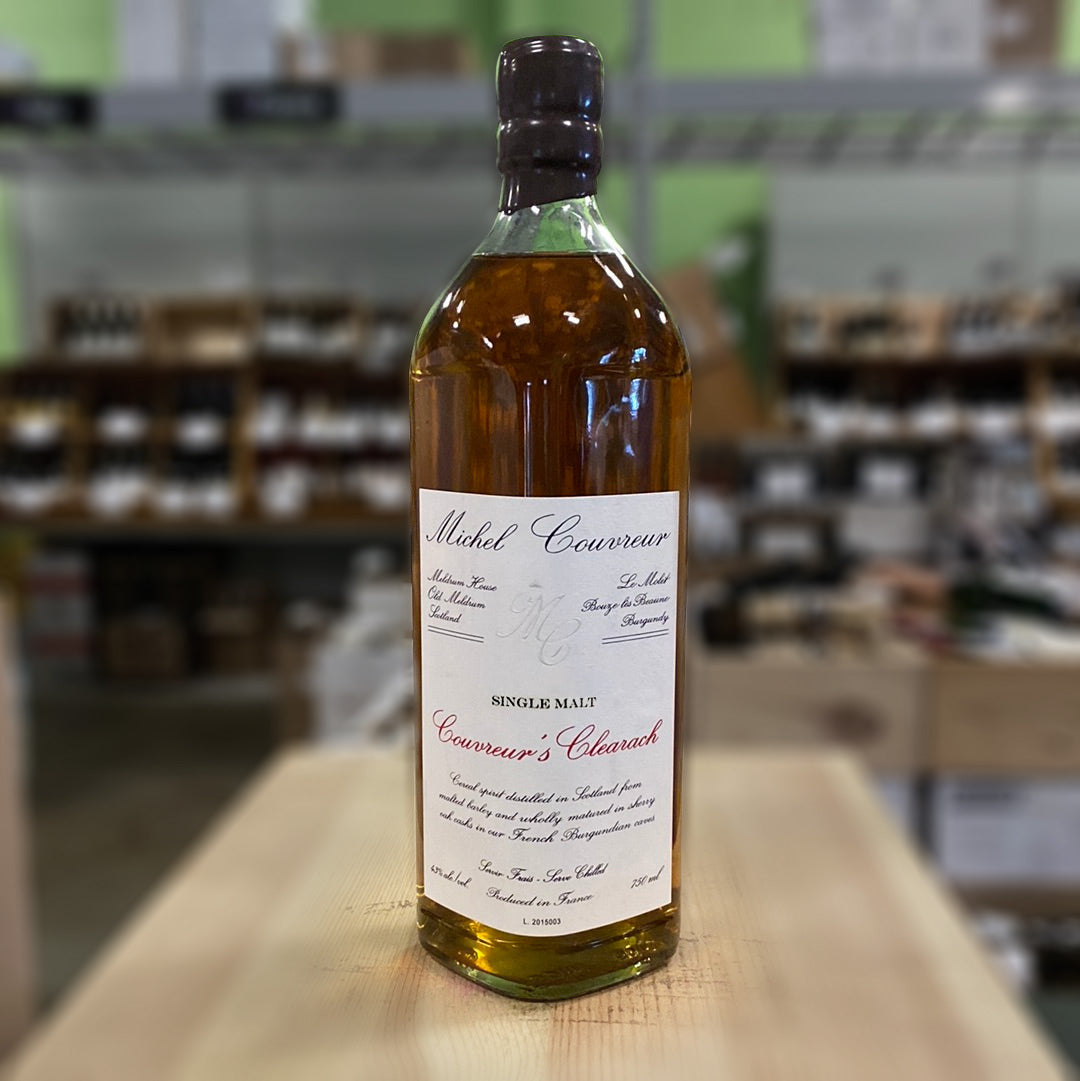 Michel Couvreur
Meldrum House
Old Meldrum
Scotland
Le Molet
Bouze lès Beaune
Burgundy
MC
SINGLE MALT
Couvreur's Clearach
Cereal spirit distilled in Scotland from
malted barley and wholly matured in sherry
oak casks in our French Burgundian caves
Servir Frais - Serve Chilled
43% alc./vol.
Produced in France
750 ml
L. 2015003